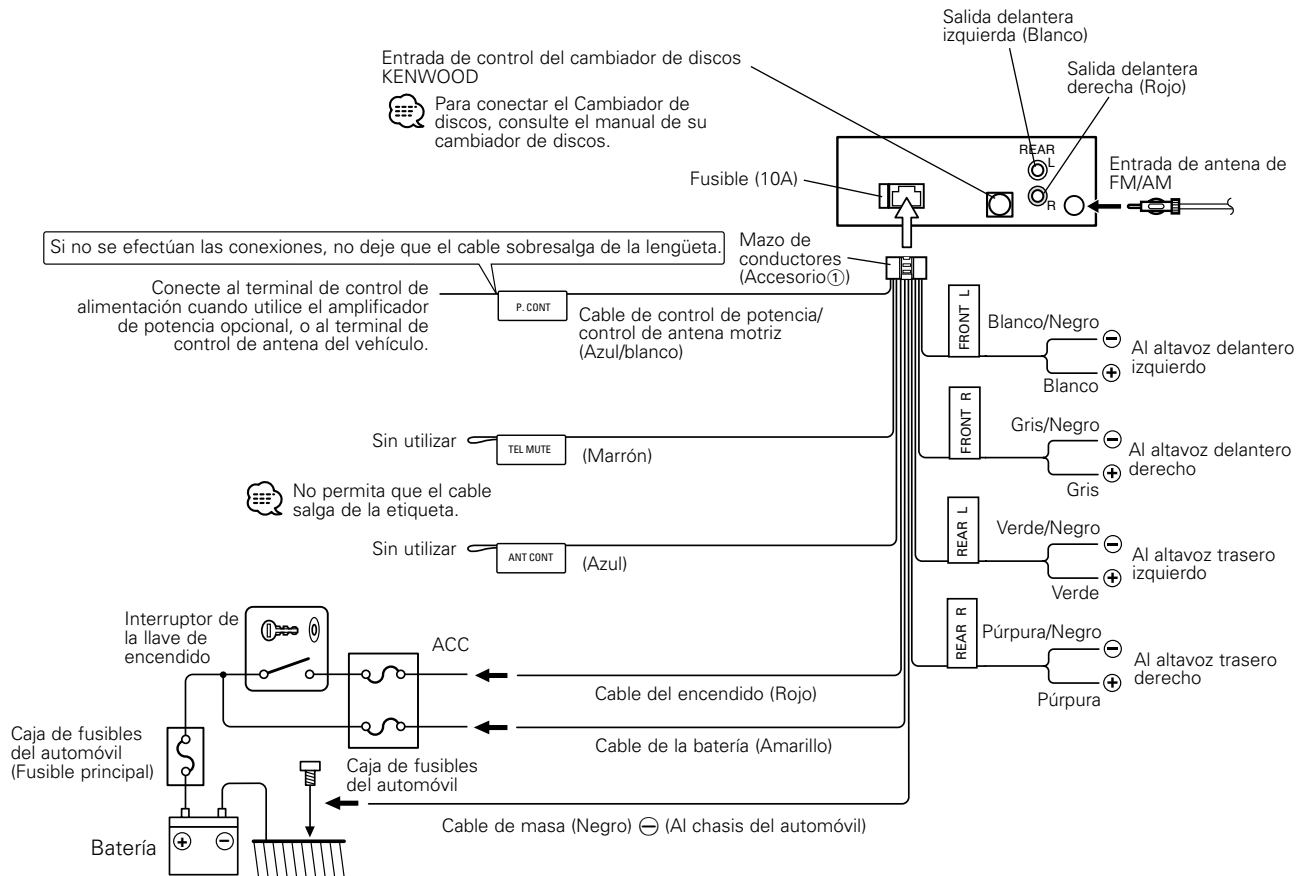 Salida delantera
izquierda (Blanco)
Entrada de control del cambiador de discos
KENWOOD
Salida delantera
derecha (Rojo)
Para conectar el Cambiador de
discos, consulte el manual de su
cambiador de discos.
REAR
L
R
Entrada de antena de
FM/AM
Fusible (10A)
Si no se efectúan las conexiones, no deje que el cable sobresalga de la lengüeta.
Mazo de
conductores
(Accesorio①)
Conecte al terminal de control de
alimentación cuando utilice el amplificador
de potencia opcional, o al terminal de
control de antena del vehículo.
P. CONT
Cable de control de potencia/
control de antena motriz
(Azul/blanco)
FRONT L
Blanco/Negro
⊖
Blanco
⊕
Al altavoz delantero
izquierdo
Sin utilizar
TEL MUTE
(Marrón)
FRONT R
Gris/Negro
⊖
⊕
Gris
Al altavoz delantero
derecho
No permita que el cable
salga de la etiqueta.
Sin utilizar
ANT CONT
(Azul)
REAR L
Verde/Negro
⊖
⊕
Verde
Al altavoz trasero
izquierdo
Interruptor de
la llave de
encendido
ACC
REAR R
Púrpura/Negro
⊖
⊕
Púrpura
Al altavoz trasero
derecho
Cable del encendido (Rojo)
Cable de la batería (Amarillo)
Caja de fusibles
del automóvil
(Fusible principal)
Caja de fusibles
del automóvil
Cable de masa (Negro) ⊖ (Al chasis del automóvil)
Batería
⊕ ⊖